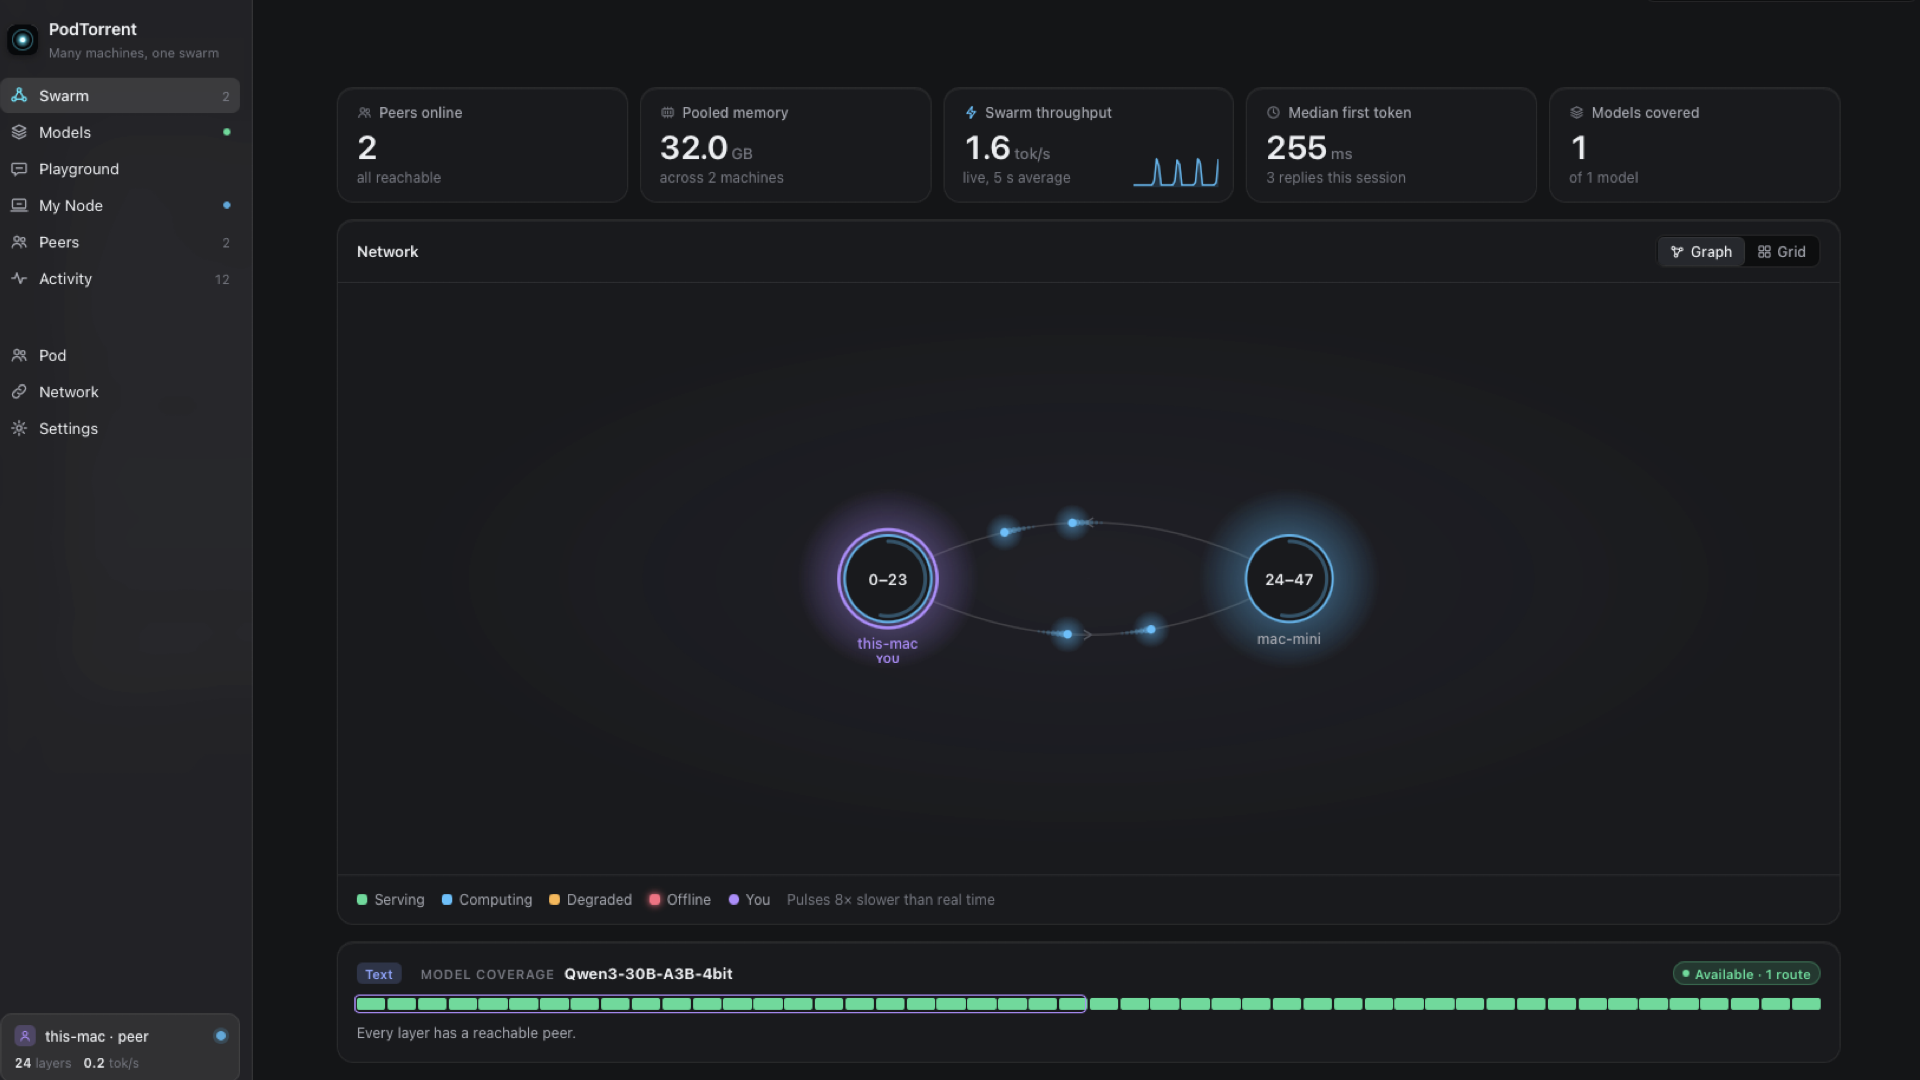 PodTorrent
Many machines, one swarm
Swarm 2
Models
Playground
My Node
Peers 2
Activity 12
Pod
Network
Settings
this-mac · peer
24 layers 0.2 tok/s
Peers online
2
all reachable
Pooled memory
32.0 GB
across 2 machines
Swarm throughput
1.6 tok/s
live, 5 s average
Median first token
255 ms
3 replies this session
Models covered
1
of 1 model
Network
Graph Grid
0–23
this-mac
YOU
24–47
mac-mini
Serving Computing Degraded Offline You Pulses 8× slower than real time
Text MODEL COVERAGE Qwen3-30B-A3B-4bit
Available · 1 route
Every layer has a reachable peer.